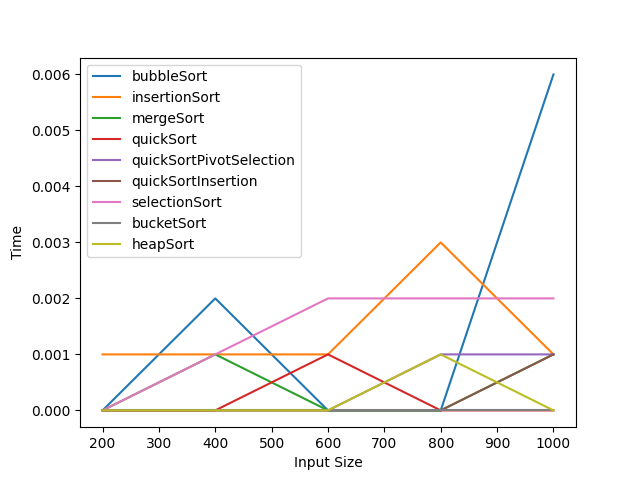 0.006
0.005
0.004
0.003
0.002
0.001
0.000
Time
bubbleSort
insertionSort
mergeSort
quickSort
quickSortPivotSelection
quickSortInsertion
selectionSort
bucketSort
heapSort
200 300 400 500 600 700 800 900 1000
Input Size